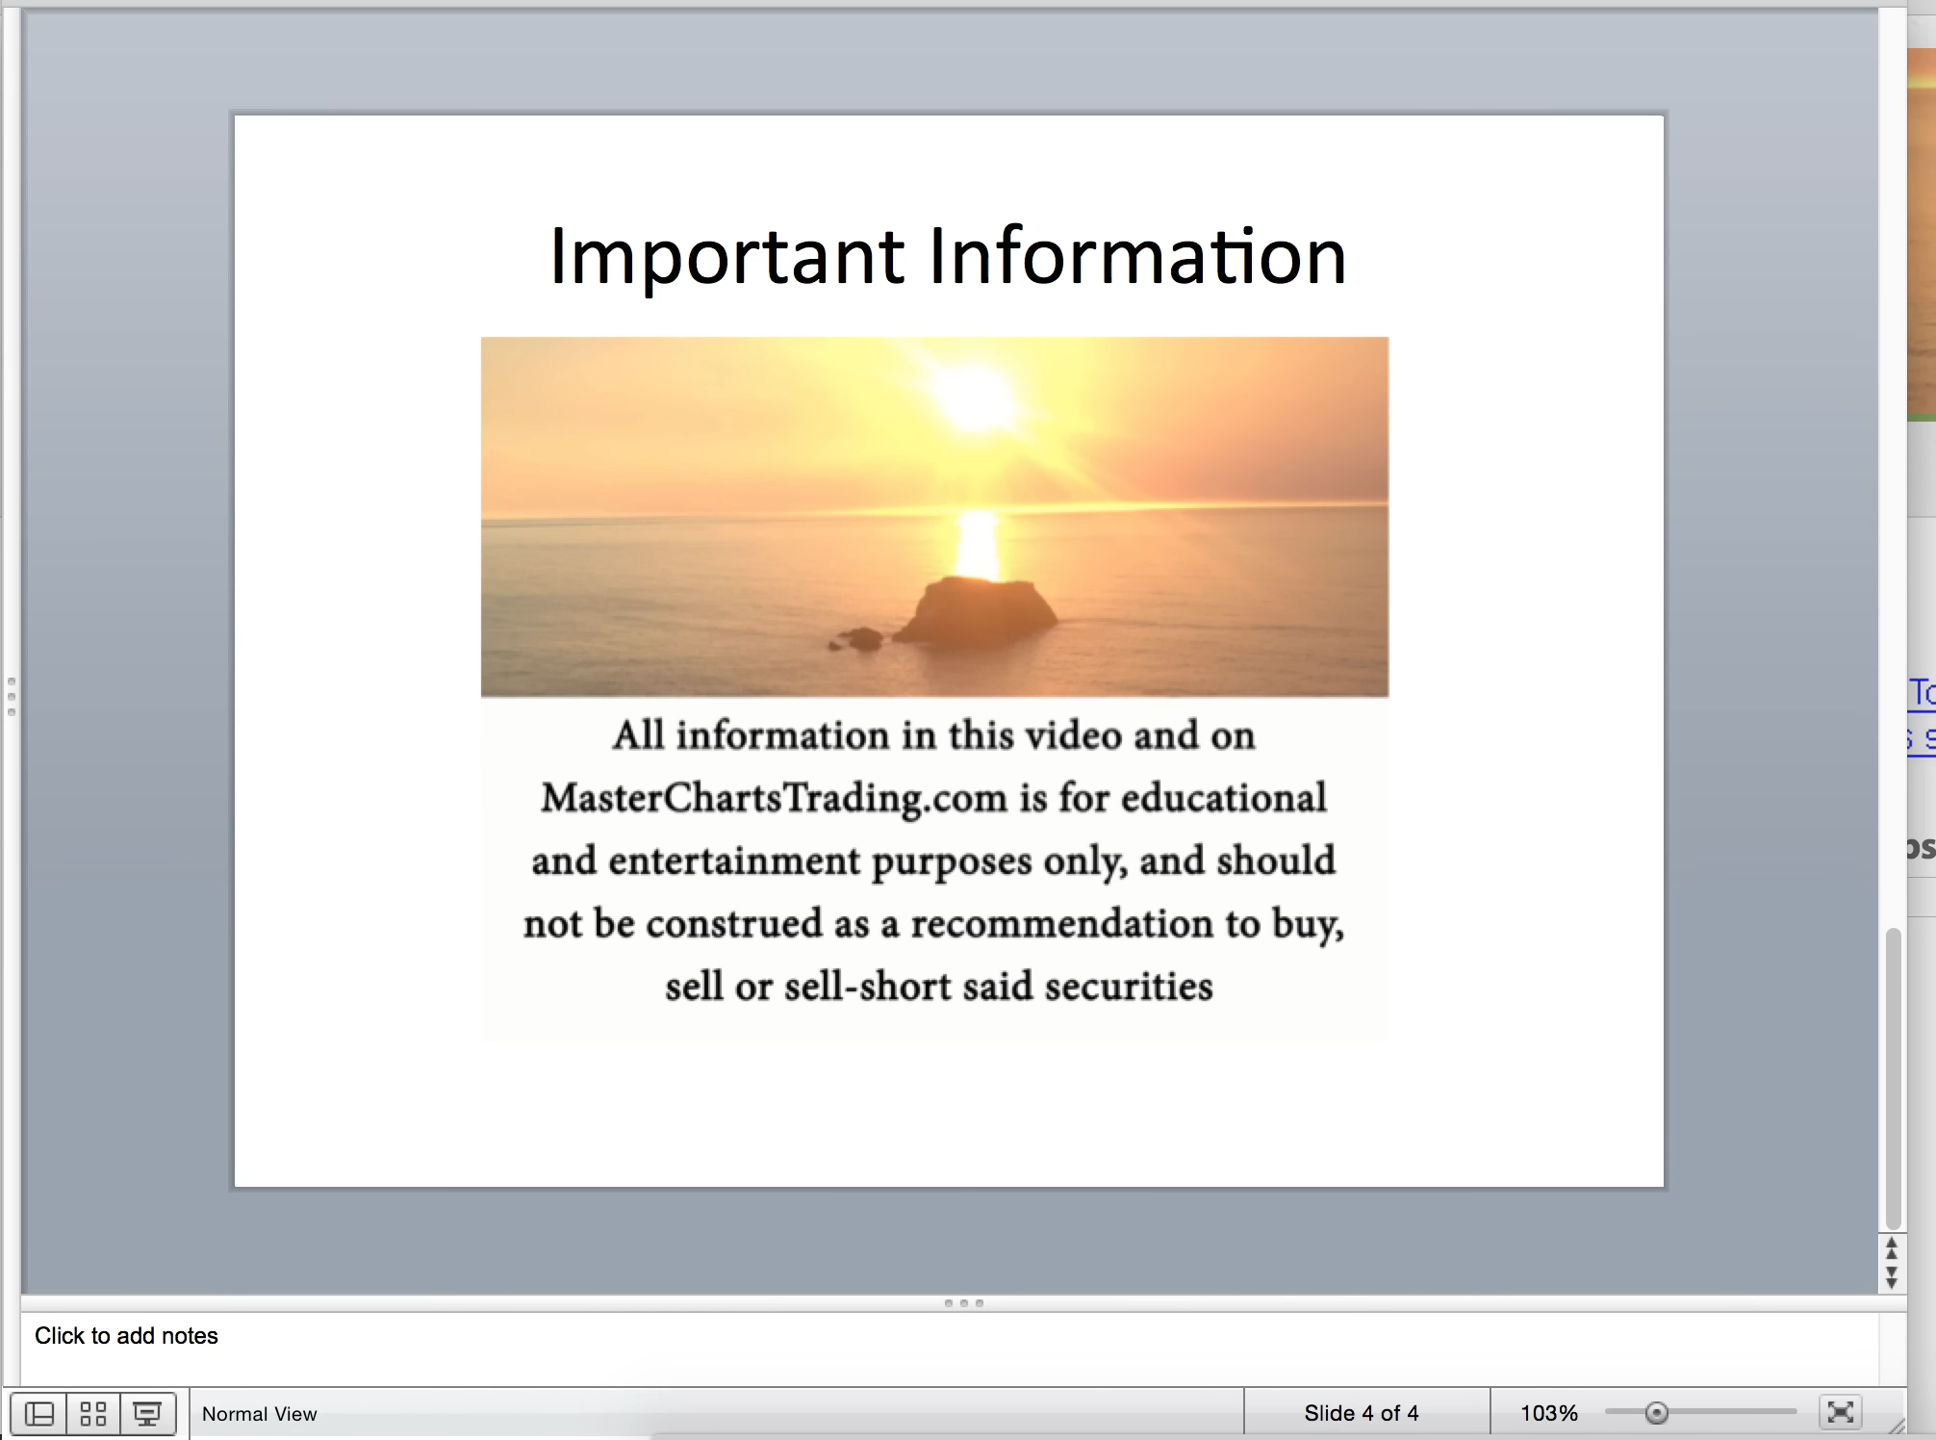 Important Information
All information in this video and on
MasterChartsTrading.com is for educational
and entertainment purposes only, and should
not be construed as a recommendation to buy,
sell or sell-short said securities
Click to add notes
Normal View
Slide 4 of 4
103%